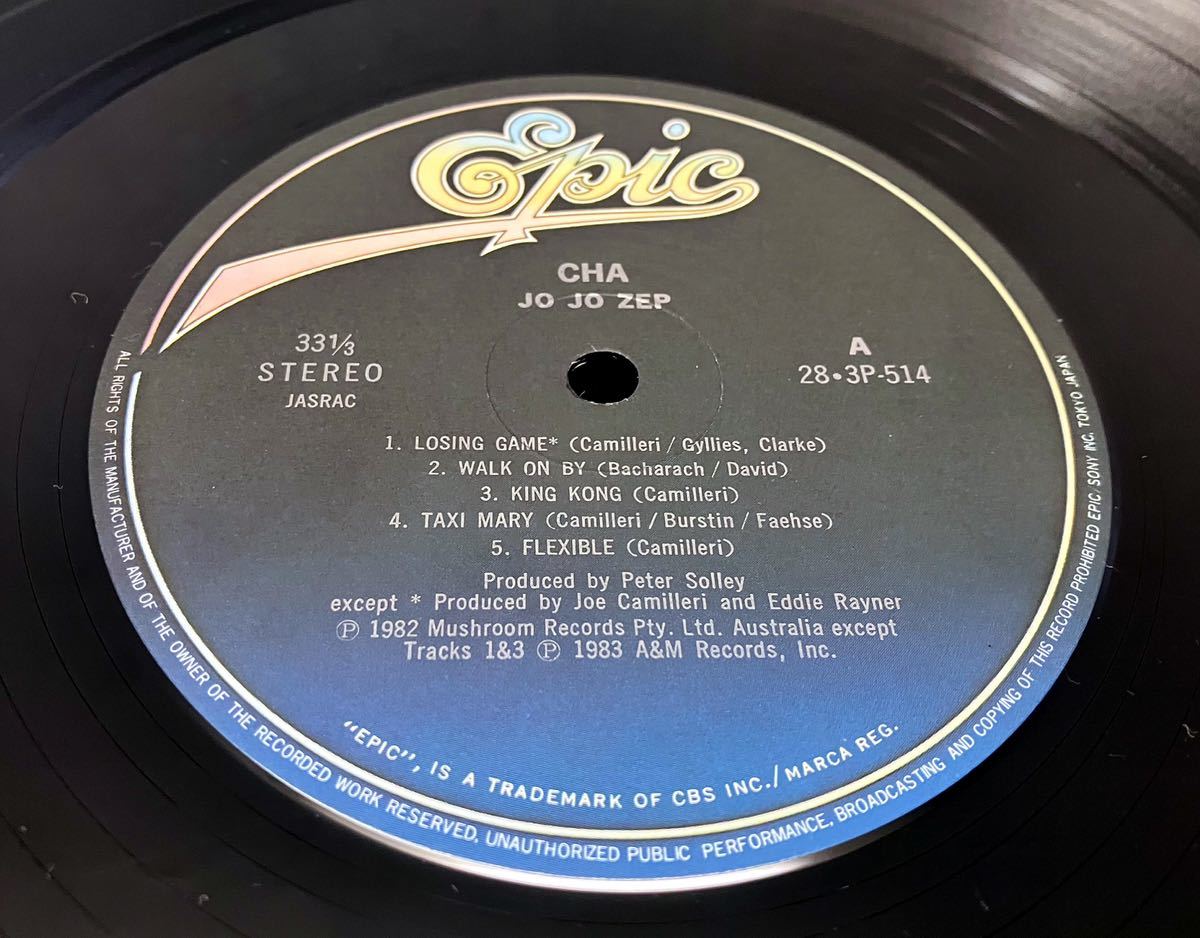 Epic
CHA
JO JO ZEP
33⅓
STEREO
JASRAC
A
28•3P-514
1. LOSING GAME* (Camilleri / Gyllies, Clarke)
2. WALK ON BY (Bacharach / David)
3. KING KONG (Camilleri)
4. TAXI MARY (Camilleri / Burstin / Faehse)
5. FLEXIBLE (Camilleri)
Produced by Peter Solley
except * Produced by Joe Camilleri and Eddie Rayner
Ⓟ 1982 Mushroom Records Pty. Ltd. Australia except
Tracks 1&3 Ⓟ 1983 A&M Records, Inc.
"EPIC", IS A TRADEMARK OF CBS INC./MARCA REG.
ALL RIGHTS OF THE MANUFACTURER AND OF THE OWNER OF THE RECORDED WORK RESERVED, UNAUTHORIZED PUBLIC PERFORMANCE, BROADCASTING AND COPYING OF THIS RECORD PROHIBITED EPIC/SONY INC. TOKYO JAPAN